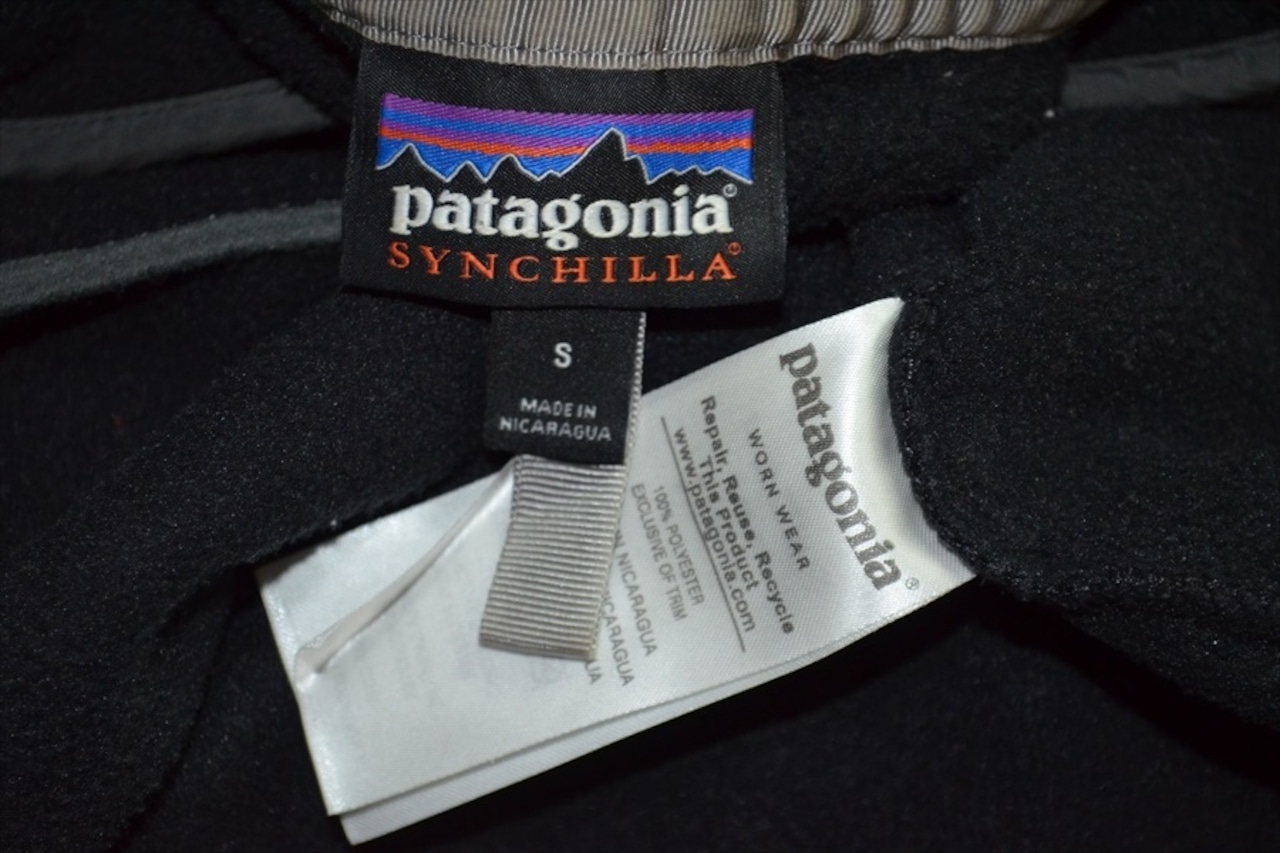 patagonia®
SYNCHILLA®
S
MADE IN
NICARAGUA
patagonia®
WORN WEAR
Repair, Reuse, Recycle
This Product
www.patagonia.com
100% POLYESTER
EXCLUSIVE OF TRIM
NICARAGUA